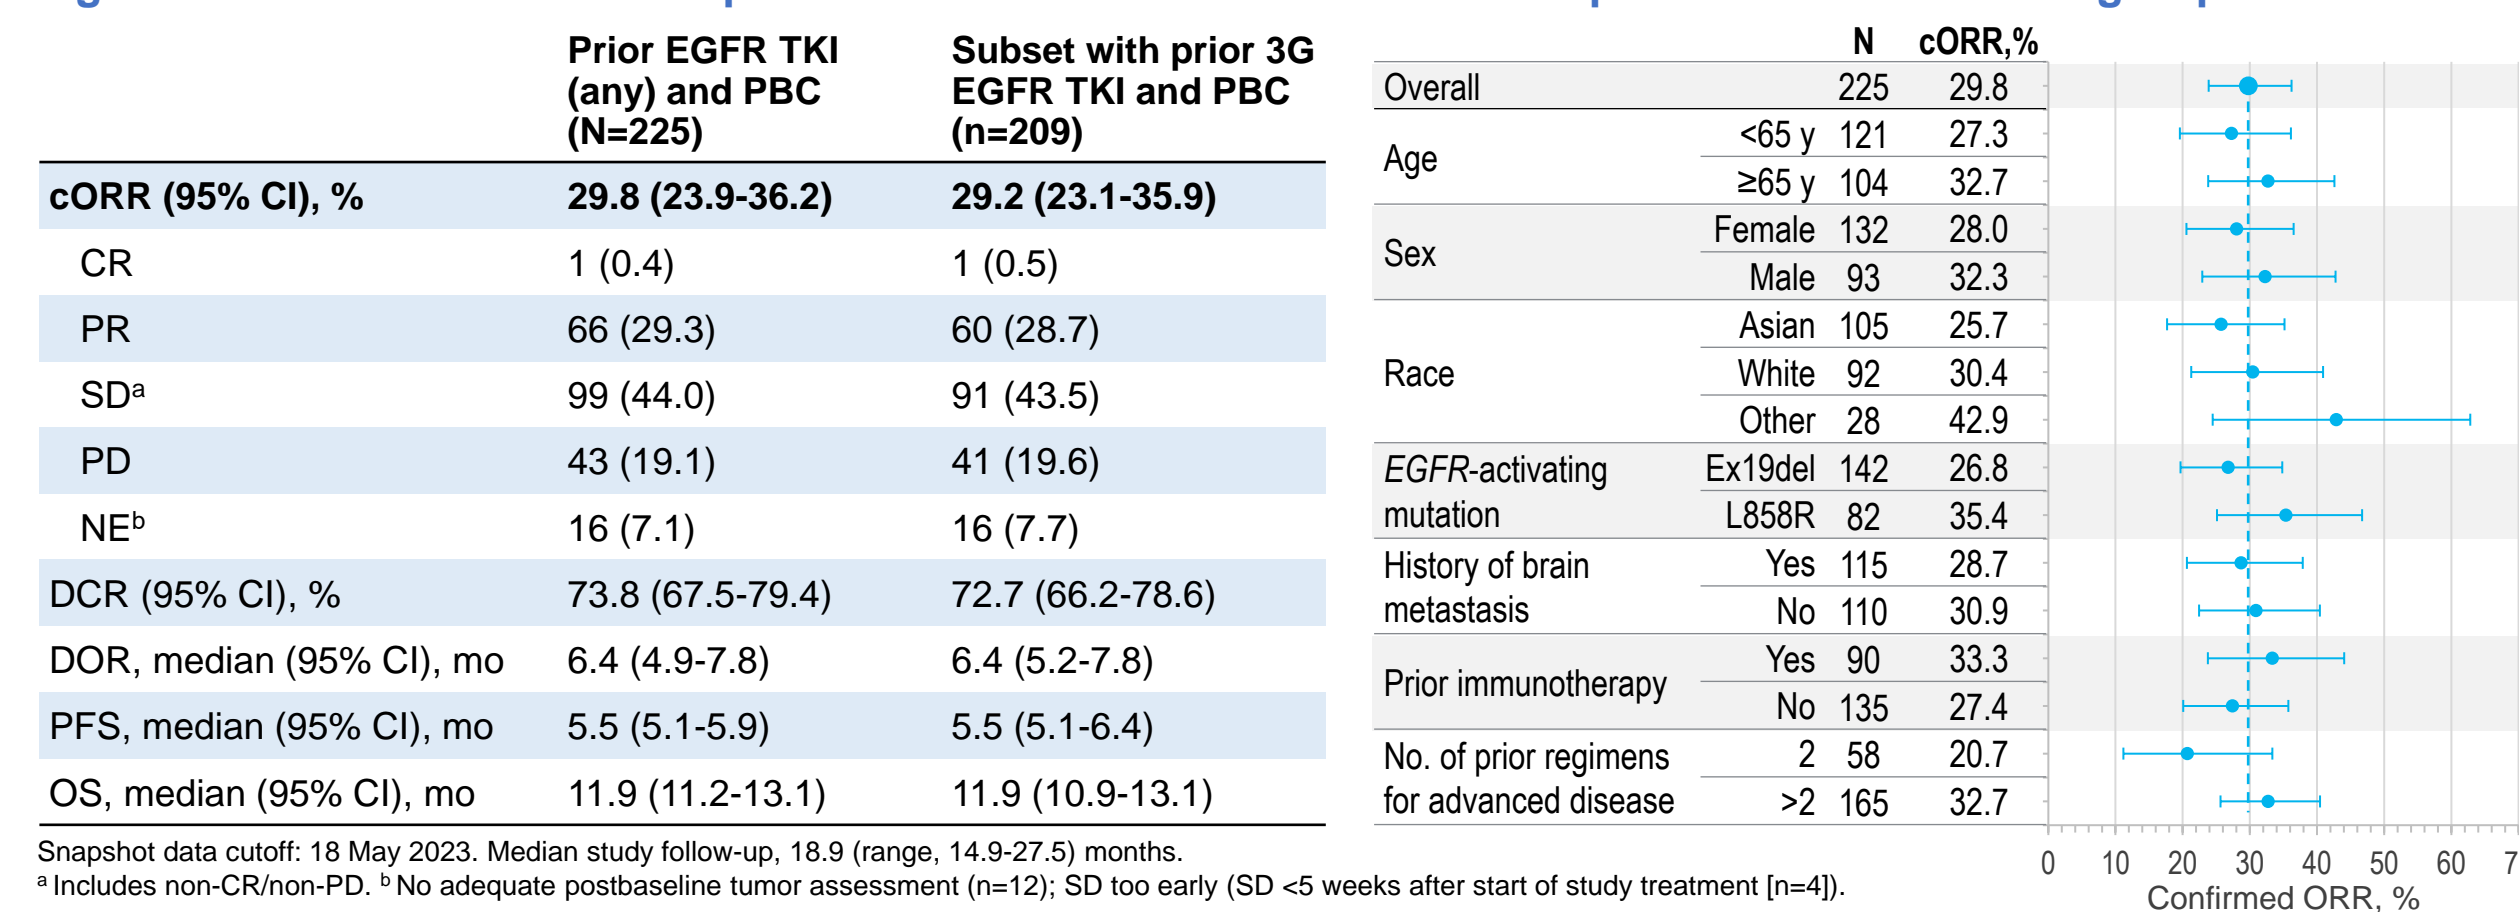 Prior EGFR TKI (any) and PBC (N=225) Subset with prior 3G EGFR TKI and PBC (n=209)
cORR (95% CI), % 29.8 (23.9-36.2) 29.2 (23.1-35.9)
CR 1 (0.4) 1 (0.5)
PR 66 (29.3) 60 (28.7)
SDa 99 (44.0) 91 (43.5)
PD 43 (19.1) 41 (19.6)
NEb 16 (7.1) 16 (7.7)
DCR (95% CI), % 73.8 (67.5-79.4) 72.7 (66.2-78.6)
DOR, median (95% CI), mo 6.4 (4.9-7.8) 6.4 (5.2-7.8)
PFS, median (95% CI), mo 5.5 (5.1-5.9) 5.5 (5.1-6.4)
OS, median (95% CI), mo 11.9 (11.2-13.1) 11.9 (10.9-13.1)
Snapshot data cutoff: 18 May 2023. Median study follow-up, 18.9 (range, 14.9-27.5) months.
a Includes non-CR/non-PD. b No adequate postbaseline tumor assessment (n=12); SD too early (SD <5 weeks after start of study treatment [n=4]).
N cORR,%
Overall 225 29.8
Age
<65 y 121 27.3
≥65 y 104 32.7
Sex
Female 132 28.0
Male 93 32.3
Race
Asian 105 25.7
White 92 30.4
Other 28 42.9
EGFR-activating mutation
Ex19del 142 26.8
L858R 82 35.4
History of brain metastasis
Yes 115 28.7
No 110 30.9
Prior immunotherapy
Yes 90 33.3
No 135 27.4
No. of prior regimens for advanced disease
2 58 20.7
>2 165 32.7
0 10 20 30 40 50 60
Confirmed ORR, %